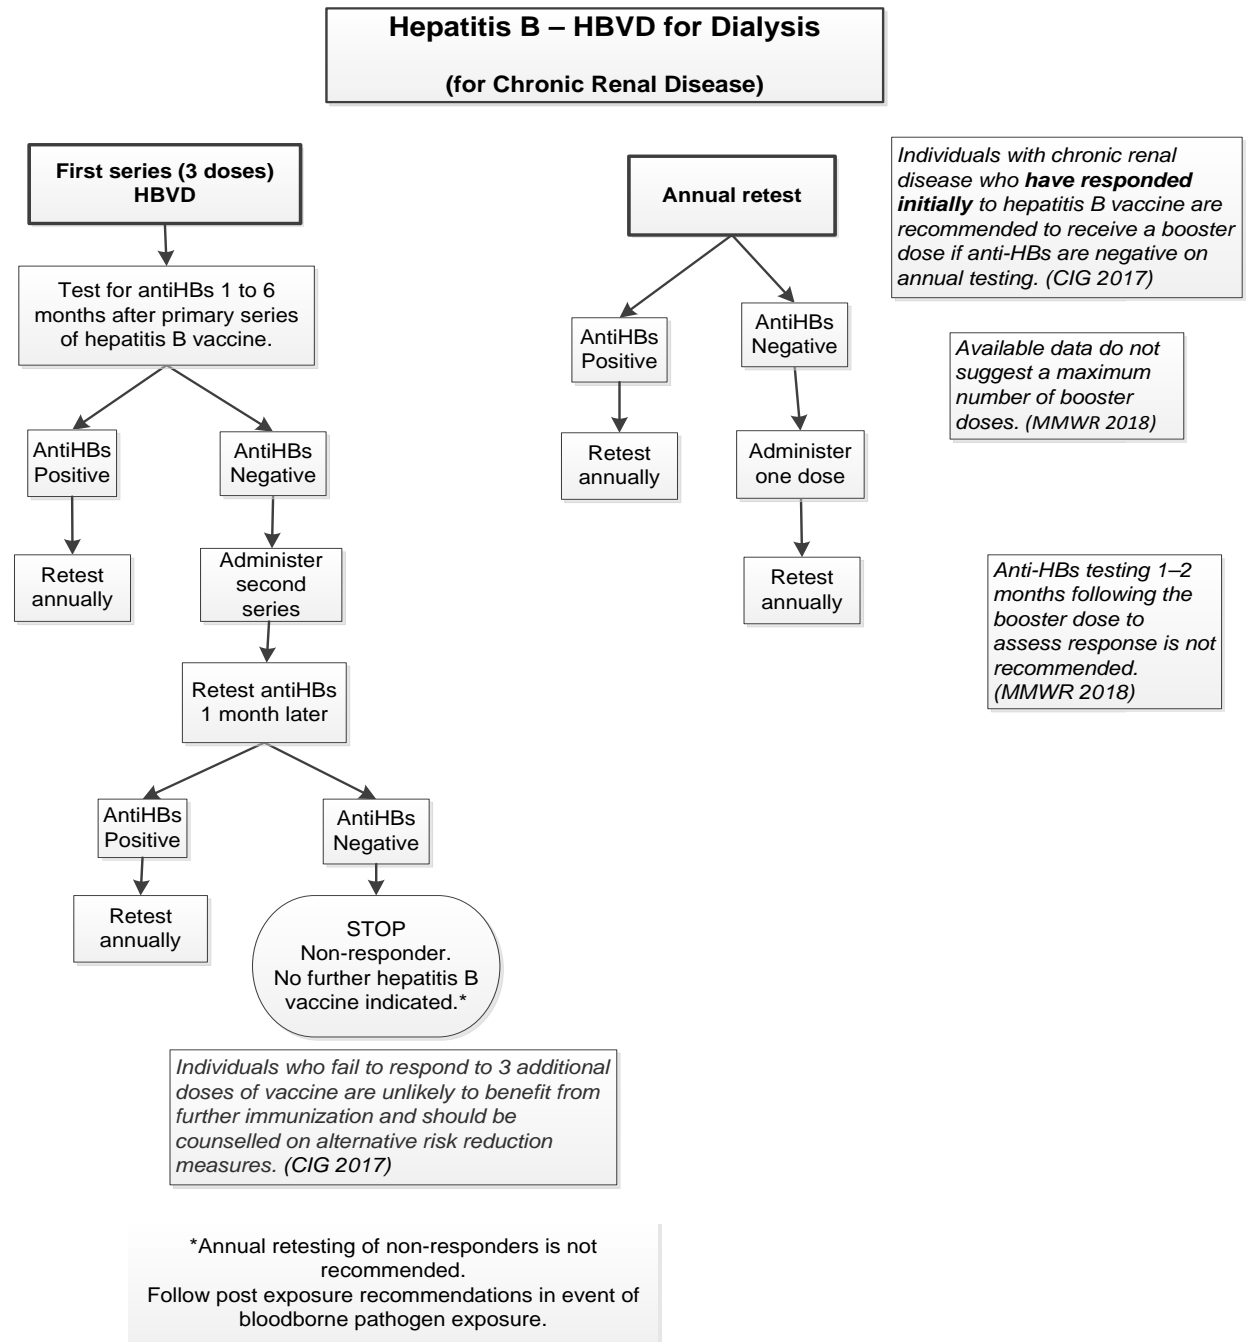 Hepatitis B – HBVD for Dialysis
(for Chronic Renal Disease)
First series (3 doses)
HBVD
Test for antiHBs 1 to 6
months after primary series
of hepatitis B vaccine.
AntiHBs
Positive
AntiHBs
Negative
Retest
annually
Administer
second
series
Retest antiHBs
1 month later
AntiHBs
Positive
AntiHBs
Negative
Retest
annually
STOP
Non-responder.
No further hepatitis B
vaccine indicated.*
Individuals who fail to respond to 3 additional
doses of vaccine are unlikely to benefit from
further immunization and should be
counselled on alternative risk reduction
measures. (CIG 2017)
*Annual retesting of non-responders is not
recommended.
Follow post exposure recommendations in event of
bloodborne pathogen exposure.
Annual retest
AntiHBs
Positive
AntiHBs
Negative
Retest
annually
Administer
one dose
Retest
annually
Individuals with chronic renal
disease who have responded
initially to hepatitis B vaccine are
recommended to receive a booster
dose if anti-HBs are negative on
annual testing. (CIG 2017)
Available data do not
suggest a maximum
number of booster
doses. (MMWR 2018)
Anti-HBs testing 1–2
months following the
booster dose to
assess response is not
recommended.
(MMWR 2018)